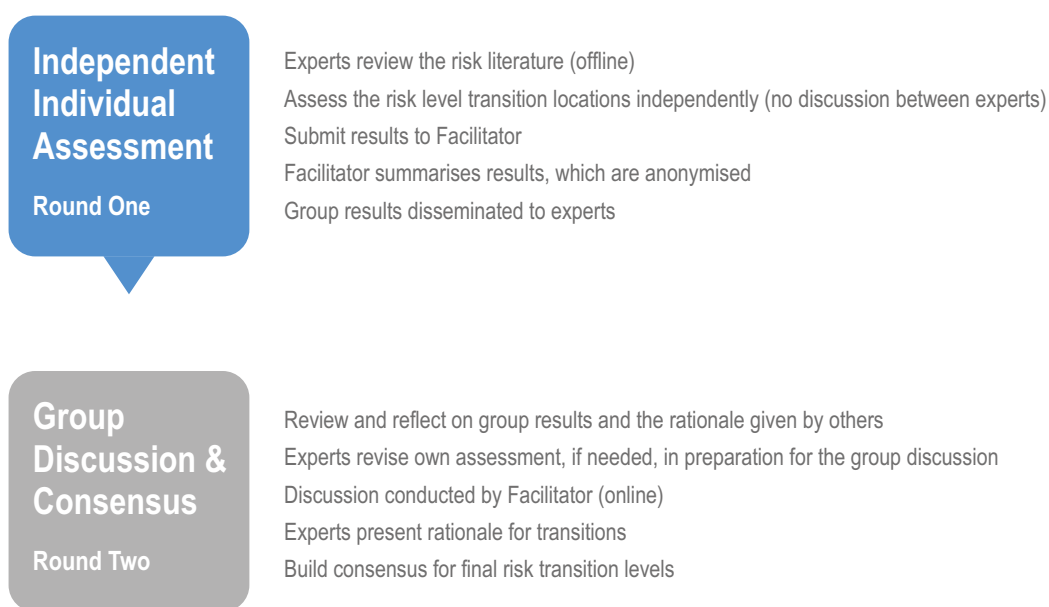 Independent
Individual
Assessment
Round One
Experts review the risk literature (offline)
Assess the risk level transition locations independently (no discussion between experts)
Submit results to Facilitator
Facilitator summarises results, which are anonymised
Group results disseminated to experts
Group
Discussion &
Consensus
Round Two
Review and reflect on group results and the rationale given by others
Experts revise own assessment, if needed, in preparation for the group discussion
Discussion conducted by Facilitator (online)
Experts present rationale for transitions
Build consensus for final risk transition levels